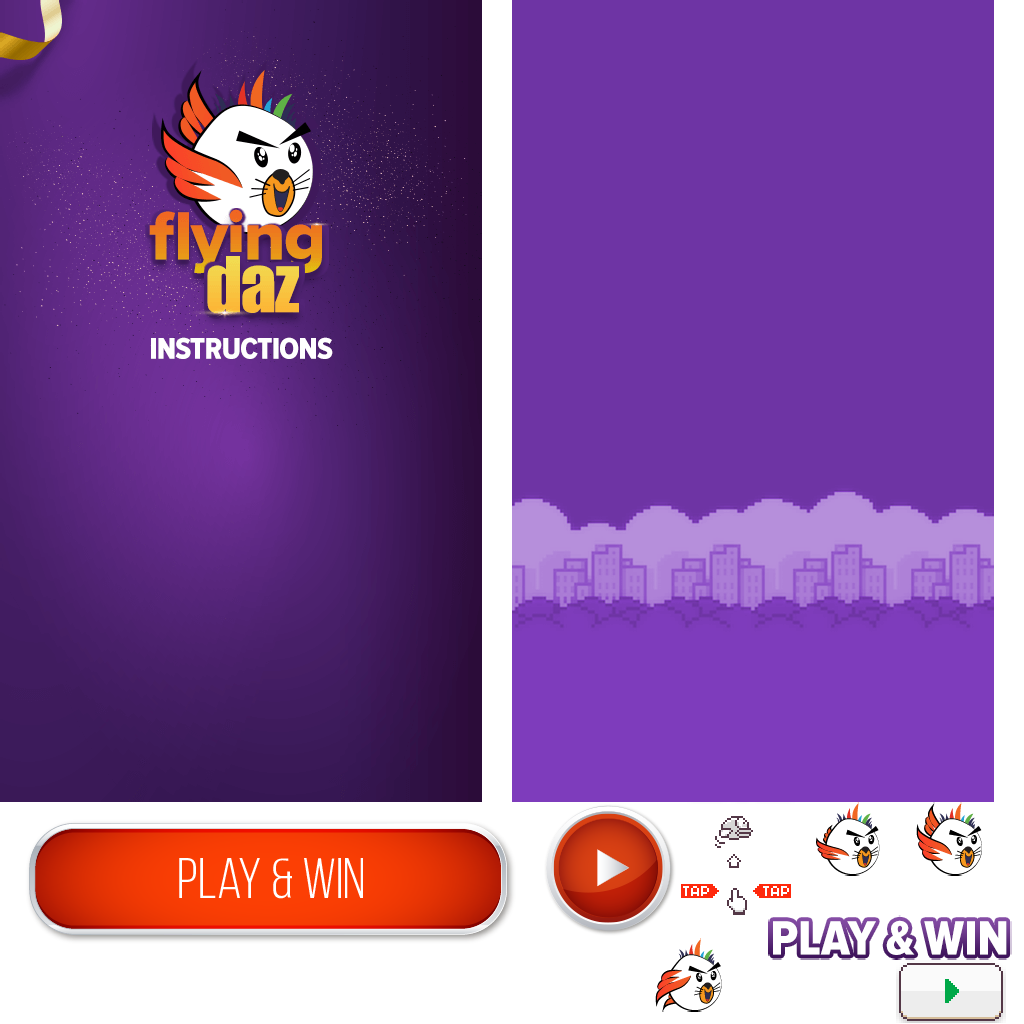 flying
daz
INSTRUCTIONS
PLAY & WIN
TAP
TAP
PLAY & WIN